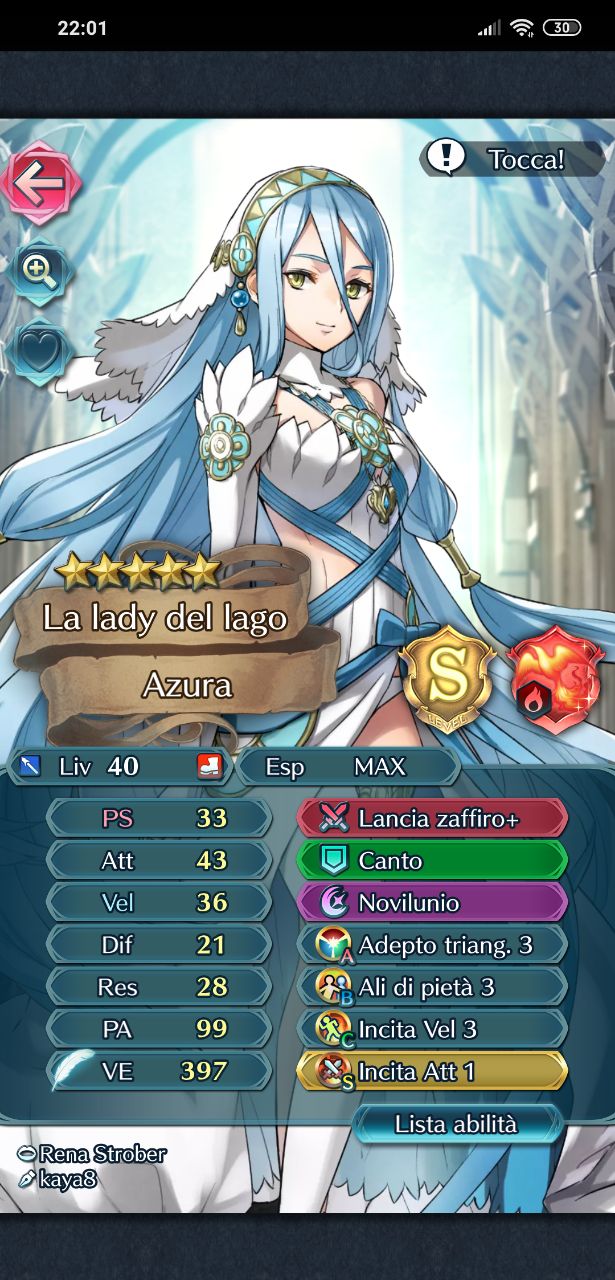 22:01
30
Tocca!
La lady del lago
Azura
S
LEVEL
Liv 40
Esp MAX
PS 33
Lancia zaffiro+
Att 43
Canto
Vel 36
Novilunio
Dif 21
A
Adepto triang. 3
Res 28
B
Ali di pietà 3
PA 99
C
Incita Vel 3
VE 397
S
Incita Att 1
Lista abilità
Rena Strober
kaya8